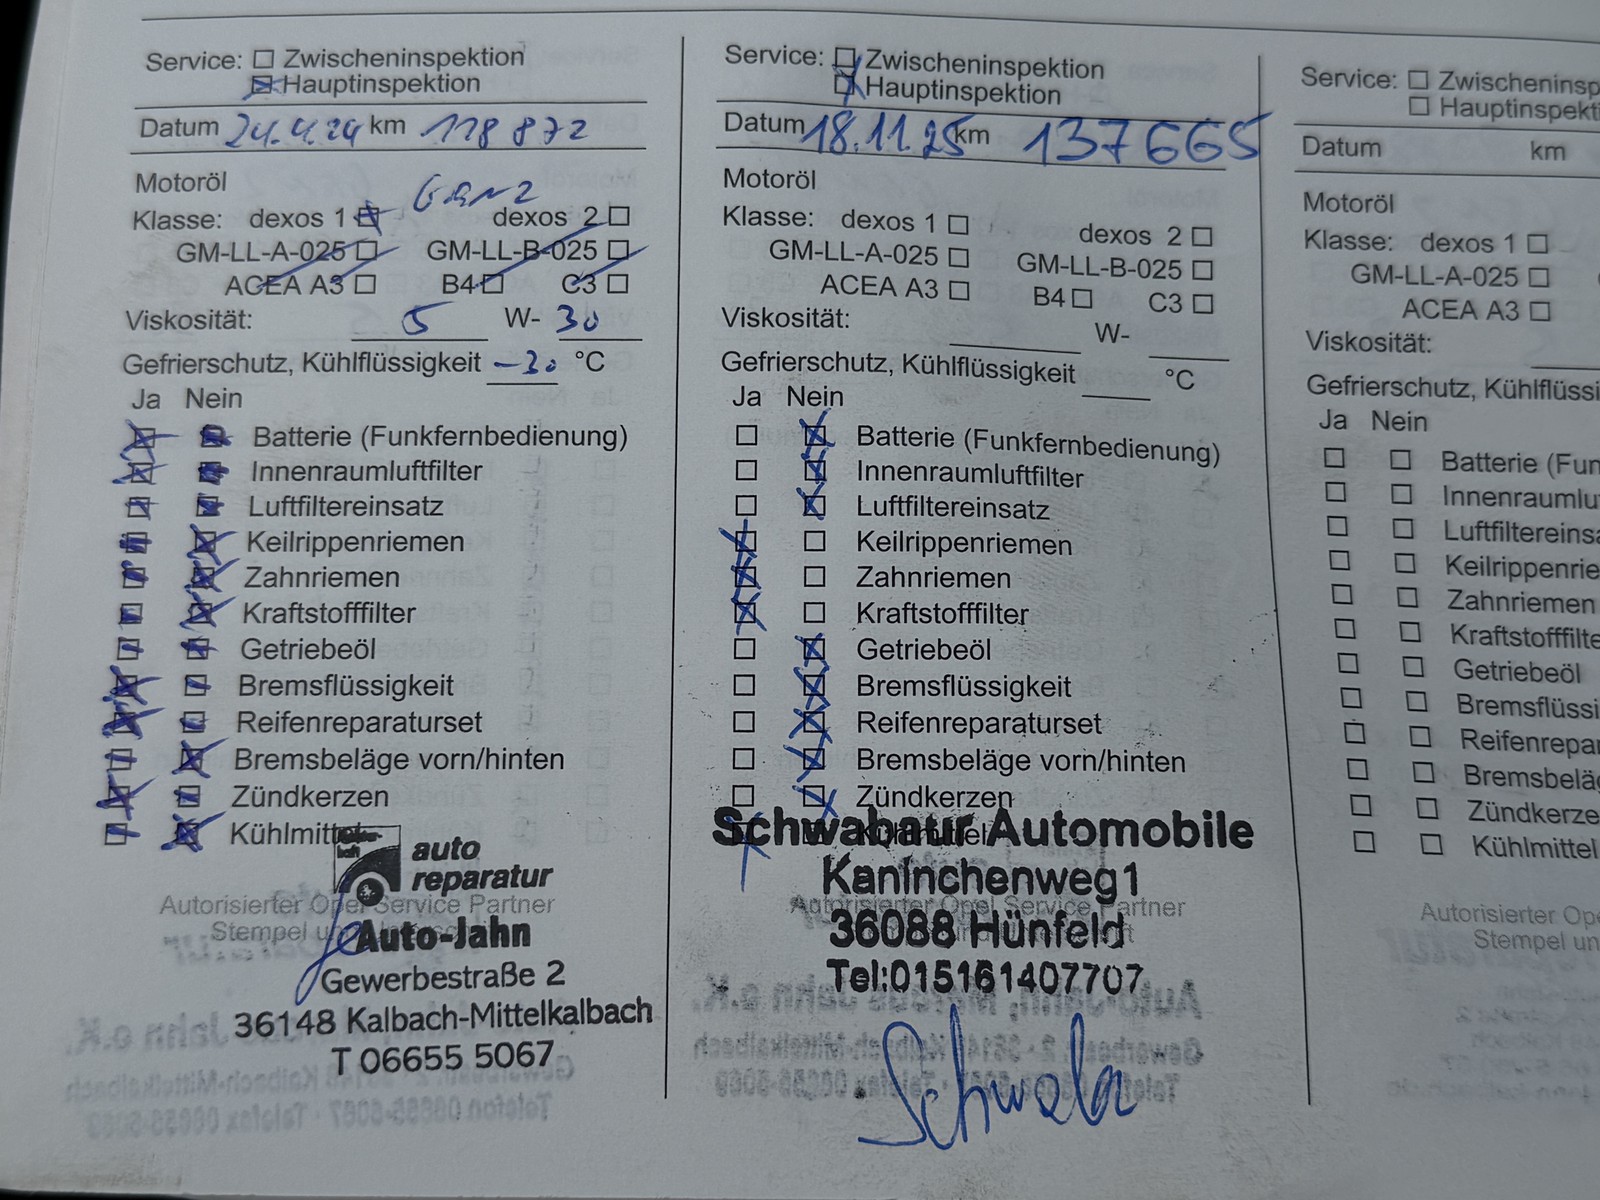 Service: ☐ Zwischeninspektion
☒ Hauptinspektion
Datum 24.4.24 km 118 872
Motoröl
Klasse: dexos 1 ☒ dexos 2 ☐
GM-LL-A-025 ☐ GM-LL-B-025 ☐
ACEA A3 ☐ B4 ☐ C3 ☐
Viskosität: 5 W- 30
Gefrierschutz, Kühlflüssigkeit -30 °C
Ja Nein
Batterie (Funkfernbedienung)
Innenraumluftfilter
Luftfiltereinsatz
Keilrippenriemen
Zahnriemen
Kraftstofffilter
Getriebeöl
Bremsflüssigkeit
Reifenreparaturset
Bremsbeläge vorn/hinten
Zündkerzen
Kühlmittel
auto
reparatur
Autorisierter Opel Service Partner
Stempel
Auto-Jahn
Gewerbestraße 2
36148 Kalbach-Mittelkalbach
T 06655 5067
Service: ☐ Zwischeninspektion
☒ Hauptinspektion
Datum 18.11.25 km 137665
Motoröl
Klasse: dexos 1 ☐ dexos 2 ☐
GM-LL-A-025 ☐ GM-LL-B-025 ☐
ACEA A3 ☐ B4 ☐ C3 ☐
Viskosität: W-
Gefrierschutz, Kühlflüssigkeit °C
Ja Nein
Batterie (Funkfernbedienung)
Innenraumluftfilter
Luftfiltereinsatz
Keilrippenriemen
Zahnriemen
Kraftstofffilter
Getriebeöl
Bremsflüssigkeit
Reifenreparaturset
Bremsbeläge vorn/hinten
Zündkerzen
Kühlmittel
Schwabaur Automobile
Kaninchenweg1
Autorisierter Opel Service Partner
36088 Hünfeld
Tel:015161407707
Service: ☐ Zwischeninsp
☐ Hauptinspekti
Datum km
Motoröl
Klasse: dexos 1 ☐
GM-LL-A-025 ☐
ACEA A3 ☐
Viskosität:
Gefrierschutz, Kühlflüssi
Ja Nein
Batterie (Fun
Innenraumlu
Luftfiltereinsa
Keilrippenrie
Zahnriemen
Kraftstofffilte
Getriebeöl
Bremsflüssi
Reifenrepar
Bremsbeläg
Zündkerze
Kühlmittel
Autorisierter Ope
Stempel un